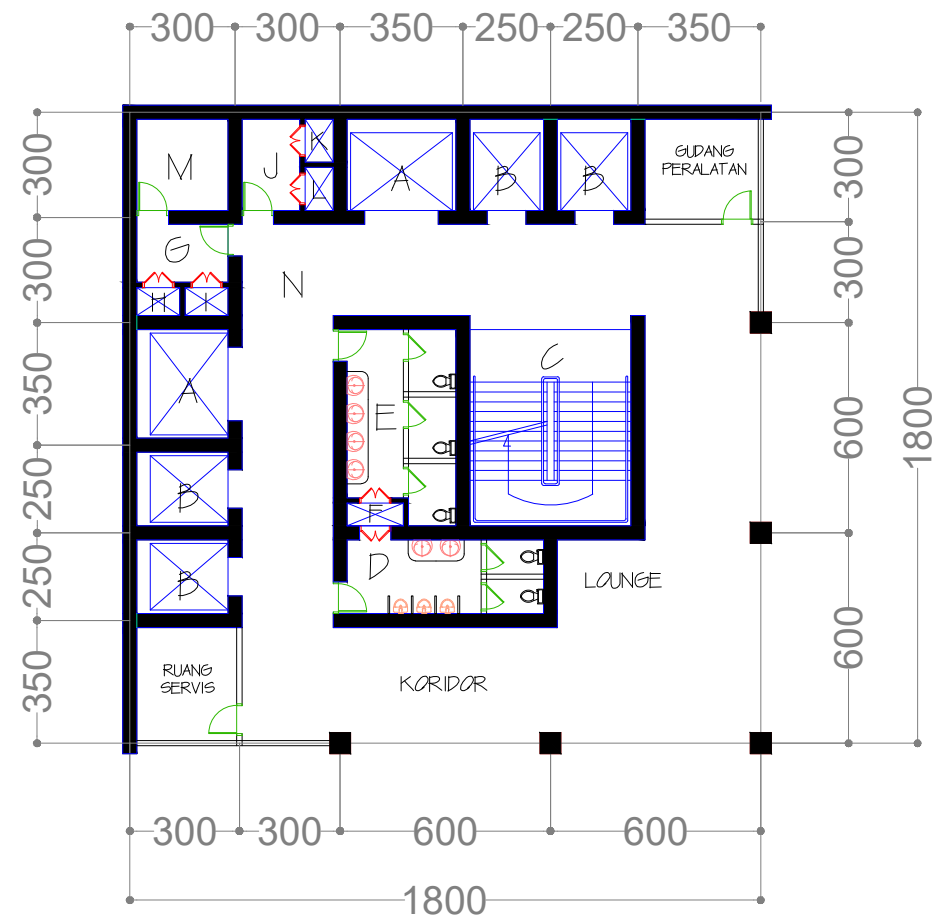 300 300 350 250 250 350
300 300 350 250 250 350
M
J
K
L
A
B
B
GUDANG
PERALATAN
300 300 600 600
1800
G
N
H
I
C
A
E
B
F
D
B
LOUNGE
RUANG
SERVIS
KORIDOR
300 300 600 600
1800